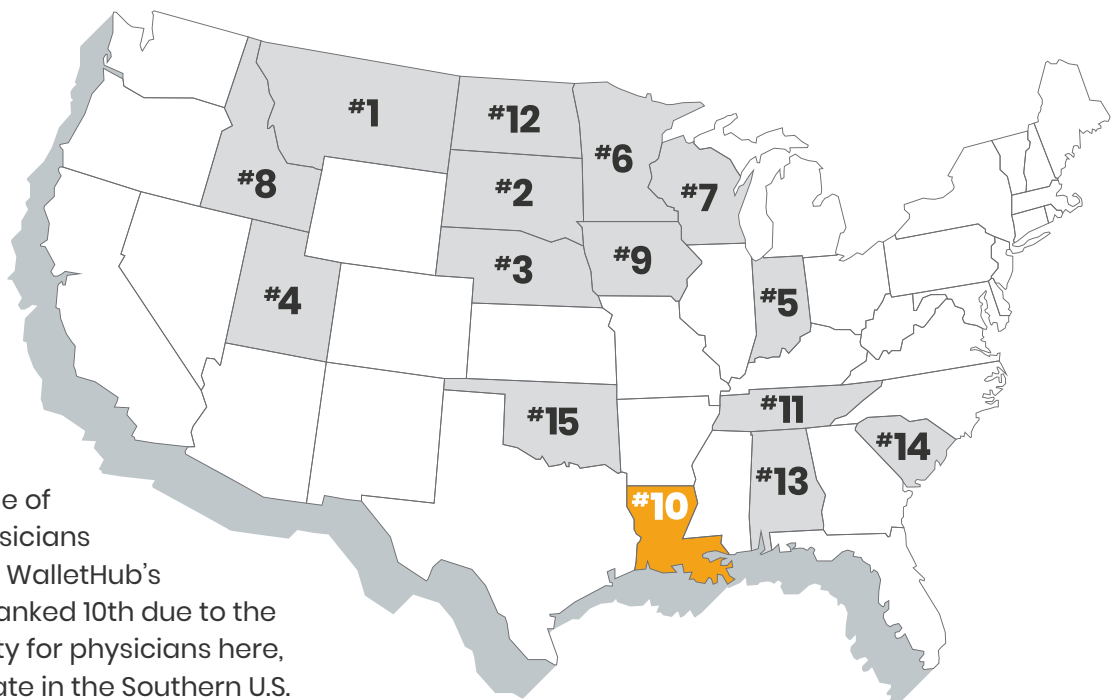 #1
#12
#6
#8
#2
#7
#9
#3
#4
#5
#11
#15
#14
#13
#10
e of
sicians
WalletHub’s
anked 10th due to the
ty for physicians here,
ate in the Southern U.S.